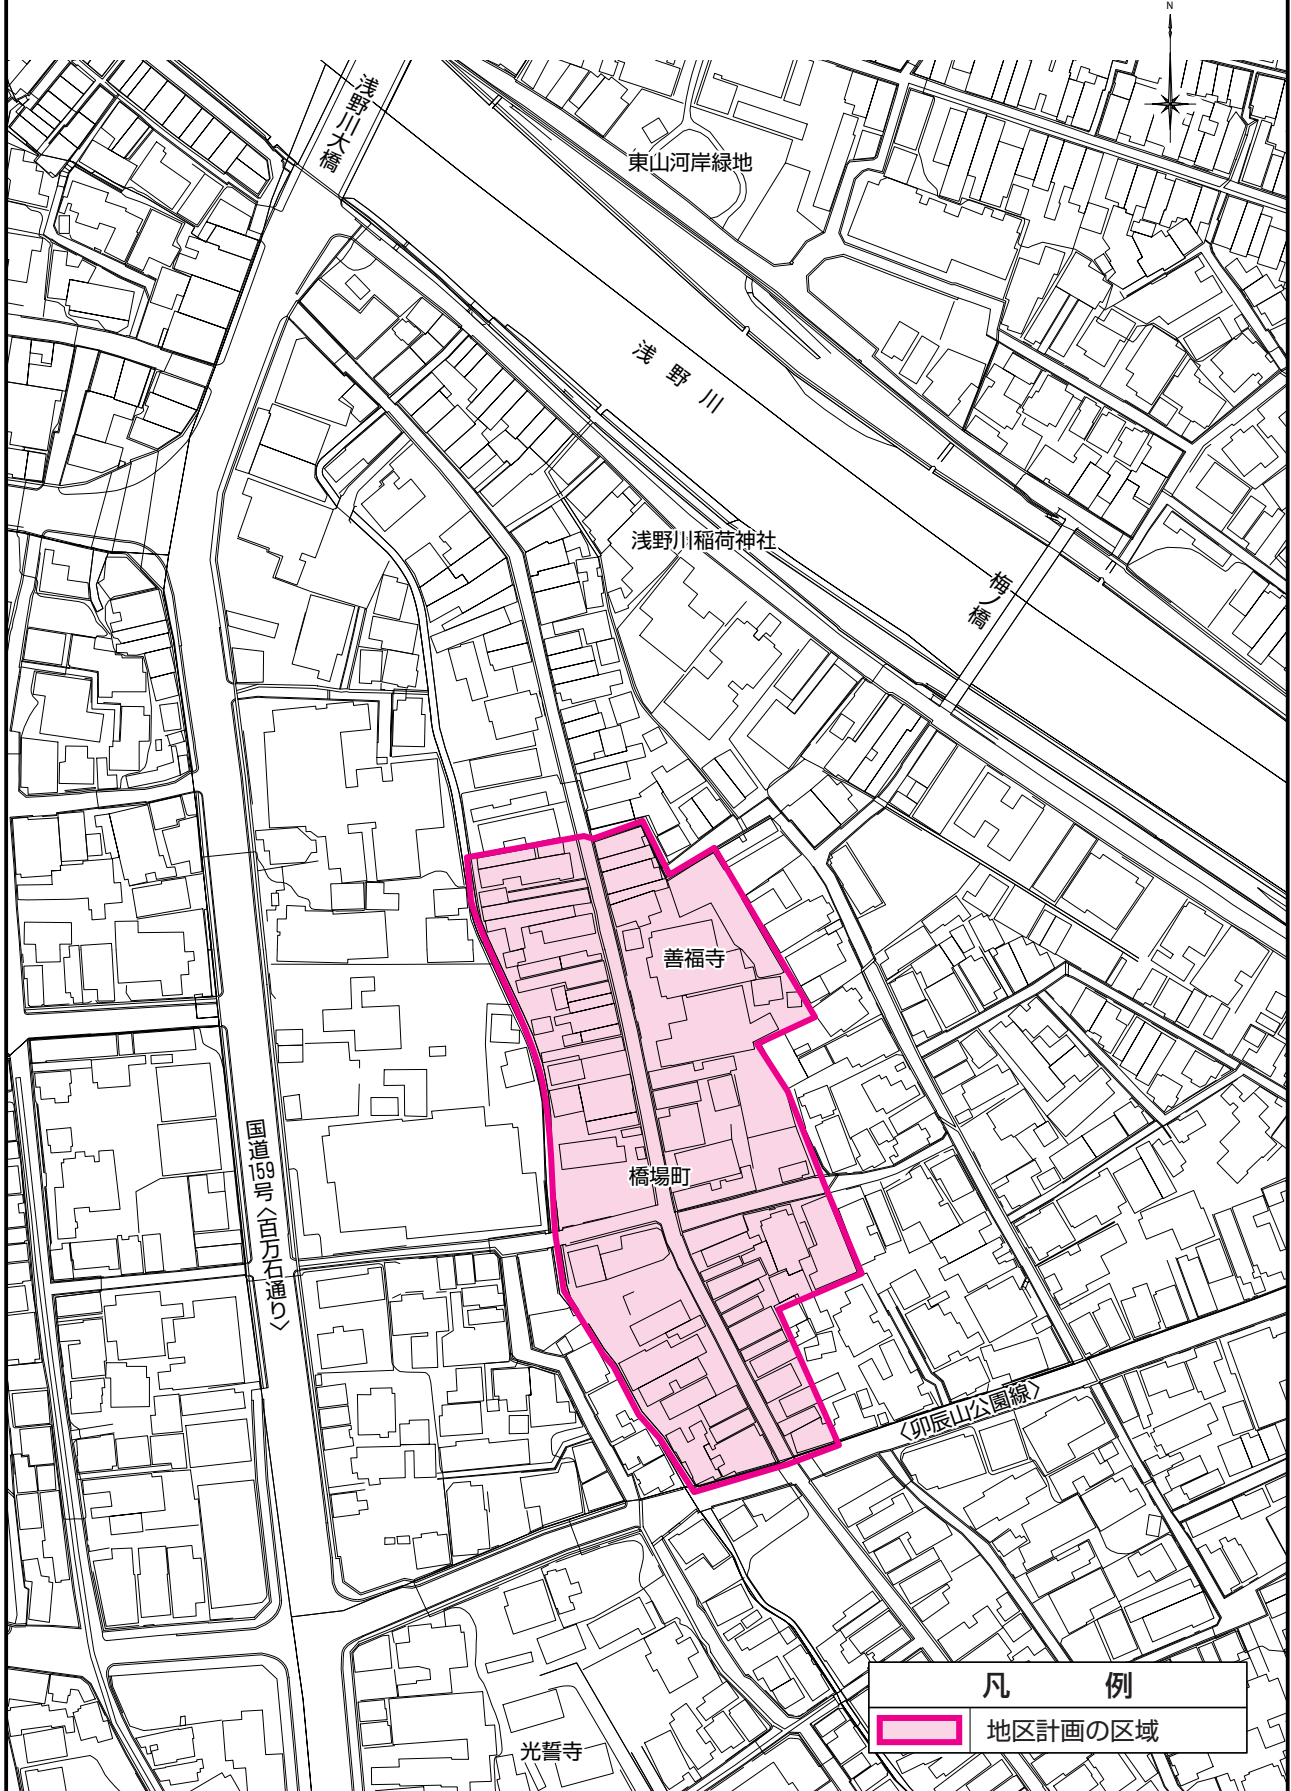 N
浅野川大橋
東山河岸緑地
浅野川
浅野川稲荷神社
梅ノ橋
善福寺
橋場町
国道159号〈百万石通り〉
〈卯辰山公園線〉
光誓寺
凡例
地区計画の区域